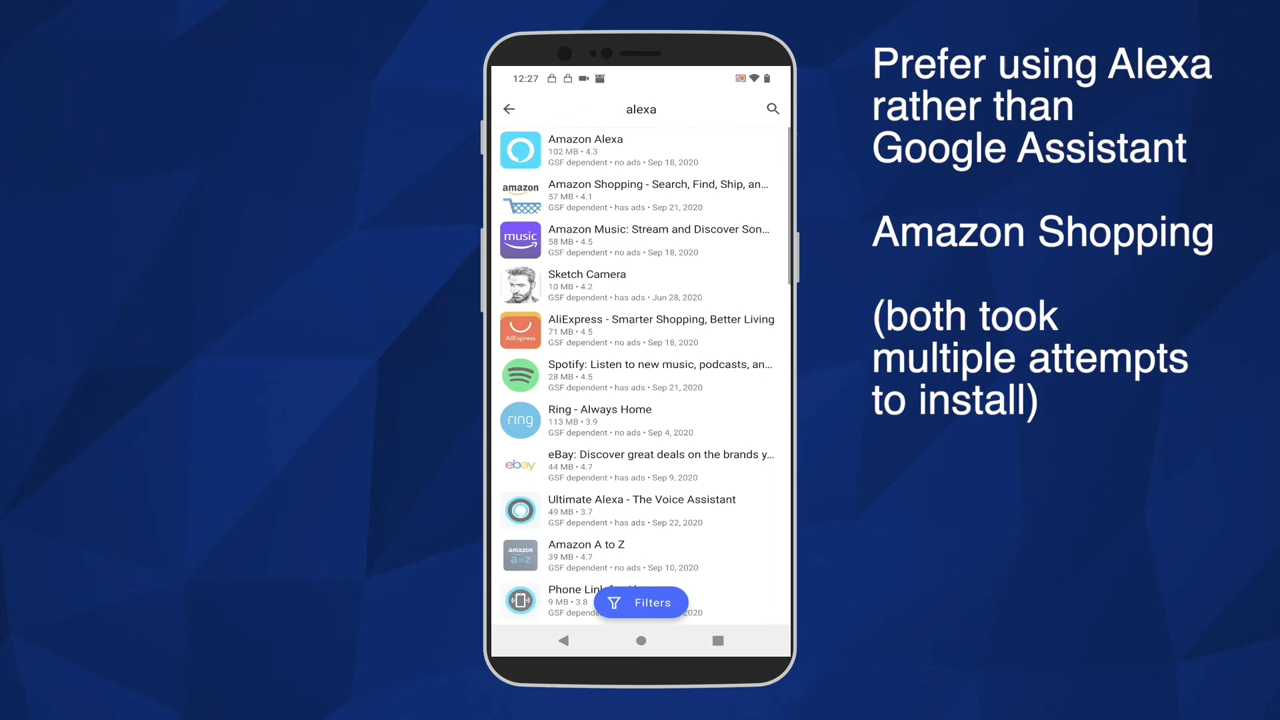 12:27
alexa
Amazon Alexa
102 MB • 4.3
GSF dependent • no ads • Sep 18, 2020
amazon
Amazon Shopping - Search, Find, Ship, an...
57 MB • 4.1
GSF dependent • has ads • Sep 21, 2020
music
Amazon Music: Stream and Discover Son...
58 MB • 4.5
GSF dependent • no ads • Sep 18, 2020
Sketch Camera
10 MB • 4.2
GSF dependent • has ads • Jun 28, 2020
AliExpress
AliExpress - Smarter Shopping, Better Living
71 MB • 4.5
GSF dependent • no ads • Sep 18, 2020
Spotify: Listen to new music, podcasts, an...
28 MB • 4.5
GSF dependent • has ads • Sep 21, 2020
ring
Ring - Always Home
113 MB • 3.9
GSF dependent • no ads • Sep 4, 2020
ebay
eBay: Discover great deals on the brands y...
44 MB • 4.7
GSF dependent • has ads • Sep 9, 2020
Ultimate Alexa - The Voice Assistant
49 MB • 3.7
GSF dependent • has ads • Sep 22, 2020
amazon
a to z
Amazon A to Z
39 MB • 4.7
GSF dependent • no ads • Sep 10, 2020
Phone Link
9 MB • 3.8
GSF
2020
Filters
Prefer using Alexa
rather than
Google Assistant
Amazon Shopping
(both took
multiple attempts
to install)